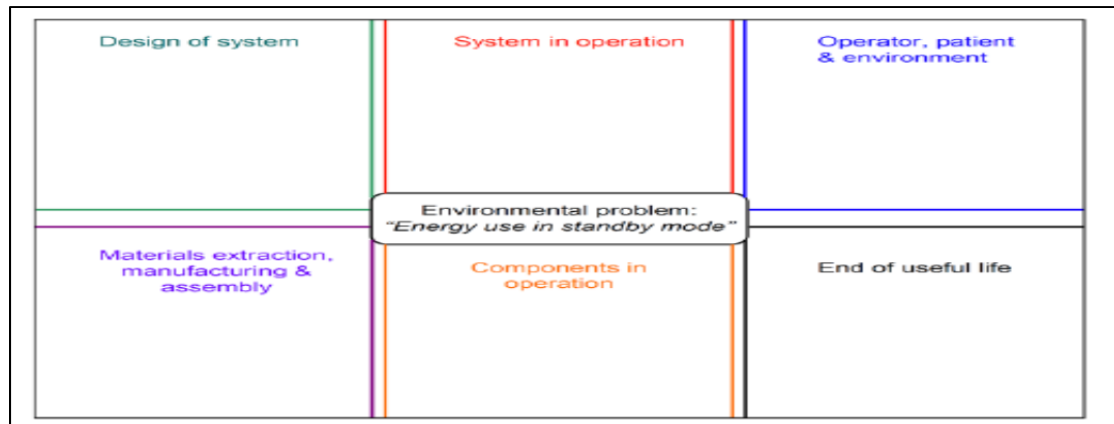 Design of system
System in operation
Operator, patient
& environment
Environmental problem:
"Energy use in standby mode"
Materials extraction,
manufacturing &
assembly
Components in
operation
End of useful life